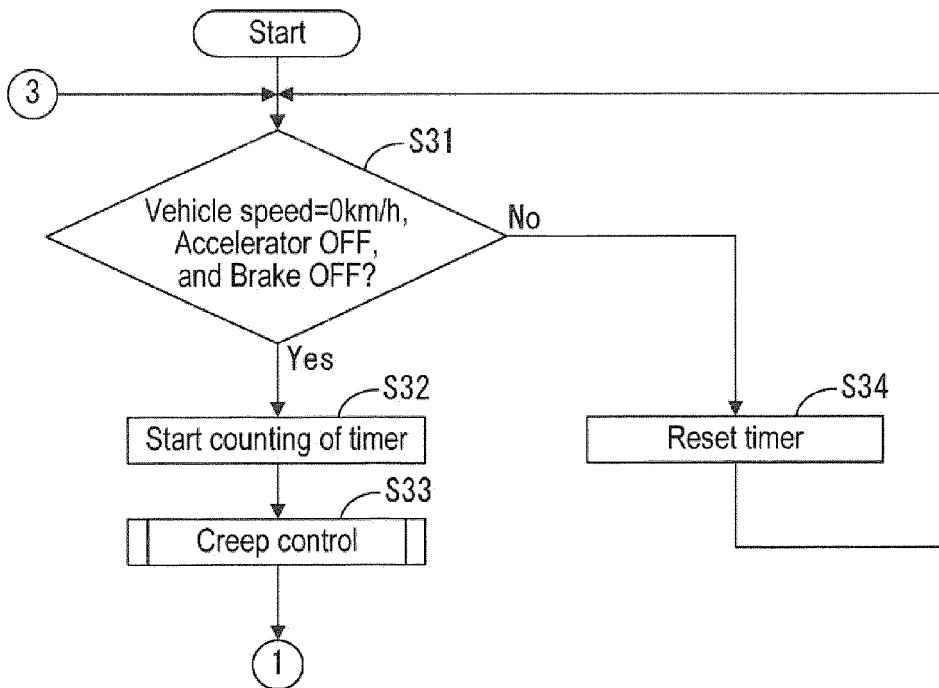 Start
3
S31
Vehicle speed=0km/h,
Accelerator OFF,
and Brake OFF?
No
Yes
S32
Start counting of timer
S34
Reset timer
S33
Creep control
1